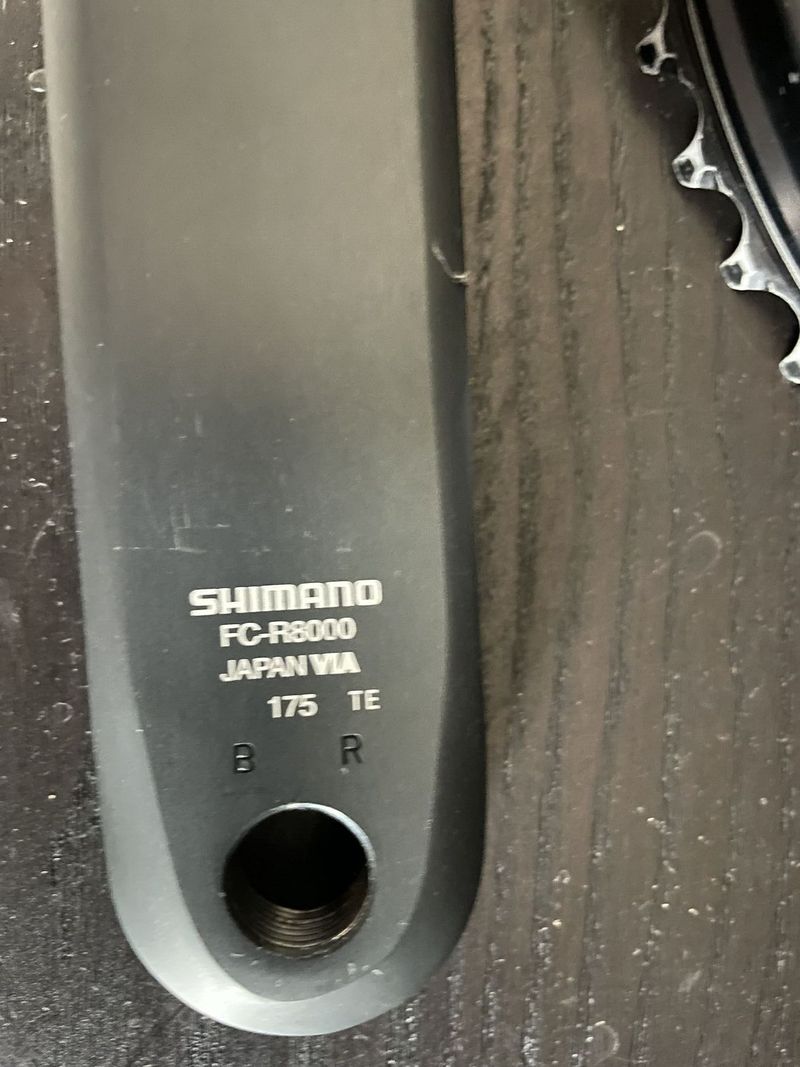 SHIMANO
FC-R8000
JAPAN VIA
175 TE
B R